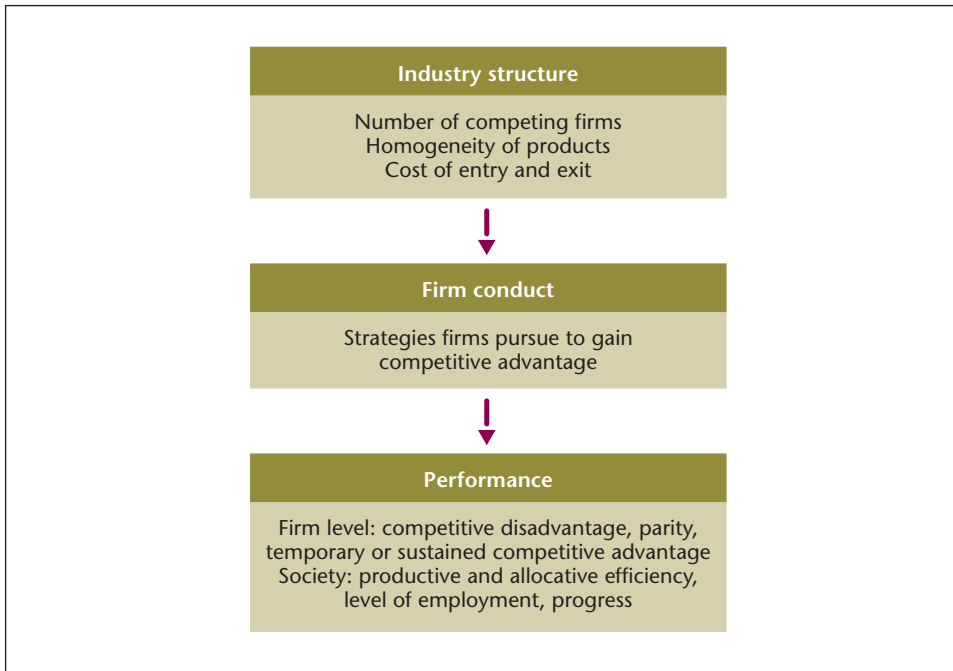 Industry structure
Number of competing firms
Homogeneity of products
Cost of entry and exit
Firm conduct
Strategies firms pursue to gain
competitive advantage
Performance
Firm level: competitive disadvantage, parity,
temporary or sustained competitive advantage
Society: productive and allocative efficiency,
level of employment, progress